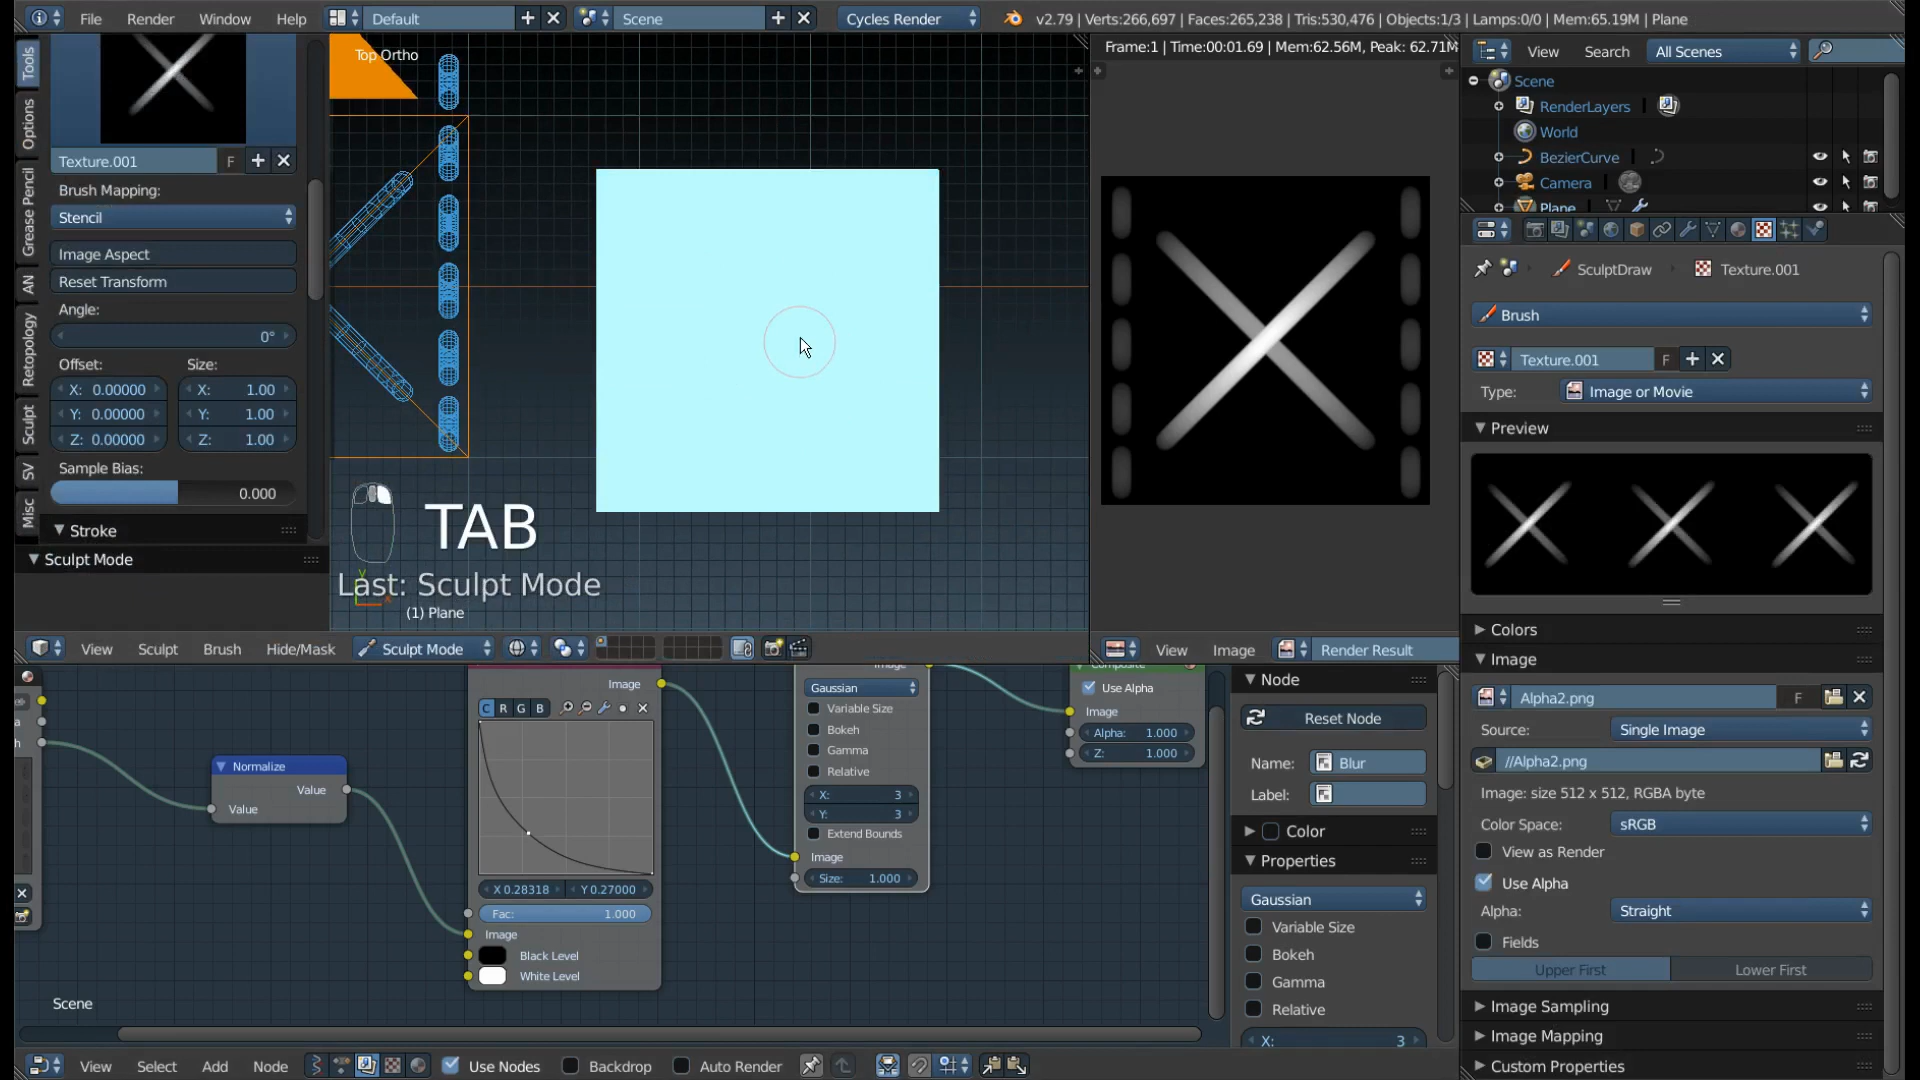 File Render Window Help Default Scene Cycles Render v2.79 | Verts:266,697 | Faces:265,238 | Tris:530,476 | Objects:1/3 | Lamps:0/0 | Mem:65.19M | Plane
Tools
Options
Grease Pencil
AN
Retopology
Sculpt
SV
Misc
Texture.001 F
Brush Mapping:
Stencil
Image Aspect
Reset Transform
Angle:
0°
Offset: Size:
X: 0.00000 X: 1.00
Y: 0.00000 Y: 1.00
Z: 0.00000 Z: 1.00
Sample Bias:
0.000
Stroke
Sculpt Mode
Top Ortho
TAB
Last: Sculpt Mode
(1) Plane
View Sculpt Brush Hide/Mask Sculpt Mode
Frame:1 | Time:00:01.69 | Mem:62.56M, Peak: 62.71M
View Image Render Result
View Search All Scenes
Scene
RenderLayers
World
BezierCurve
Camera
Plane
SculptDraw Texture.001
Brush
Texture.001 F
Type: Image or Movie
Preview
Colors
Image
Alpha2.png F
Source: Single Image
//Alpha2.png
Image: size 512 x 512, RGBA byte
Color Space: sRGB
View as Render
Use Alpha
Alpha: Straight
Fields
Upper First Lower First
Image Sampling
Image Mapping
Custom Properties
Normalize
Value
Value
Image
C R G B
X 0.28318 Y 0.27000
Fac: 1.000
Image
Black Level
White Level
Image
Gaussian
Variable Size
Bokeh
Gamma
Relative
X: 3
Y: 3
Extend Bounds
Image
Size: 1.000
Composite
Use Alpha
Image
Alpha: 1.000
Z: 1.000
Node
Reset Node
Name: Blur
Label:
Color
Properties
Gaussian
Variable Size
Bokeh
Gamma
Relative
X: 3
Scene
View Select Add Node Use Nodes Backdrop Auto Render